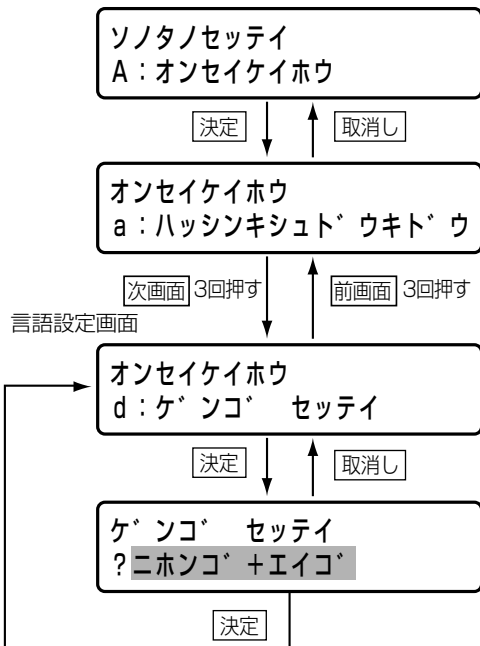 ソノタノセッテイ
A：オンセイケイホウ
決定 取消し
オンセイケイホウ
a：ハッシンキシュト゛ウキト゛ウ
次画面 3回押す 前画面 3回押す
言語設定画面
オンセイケイホウ
d：ケ゛ンコ゛ セッテイ
決定 取消し
ケ゛ンコ゛ セッテイ
?ニホンコ゛+エイコ゛
決定